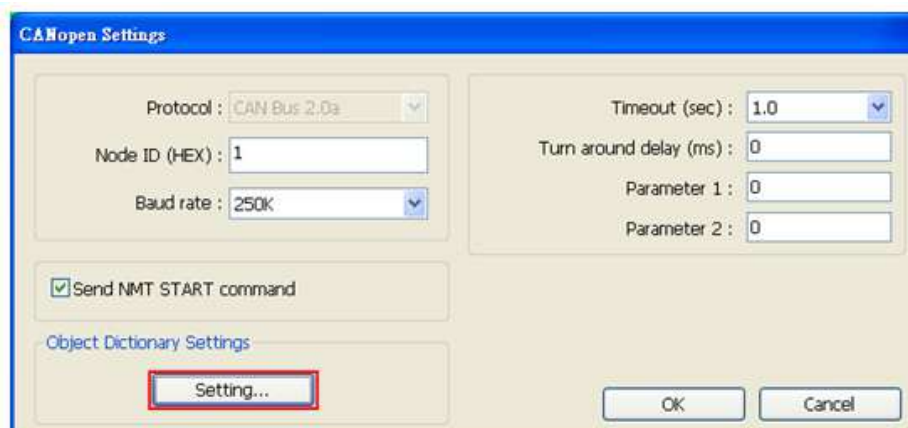 CANopen Settings
Protocol : CAN Bus 2.0a
Node ID (HEX) : 1
Baud rate : 250K
Send NMT START command
Object Dictionary Settings
Setting...
Timeout (sec) : 1.0
Turn around delay (ms) : 0
Parameter 1 : 0
Parameter 2 : 0
OK
Cancel